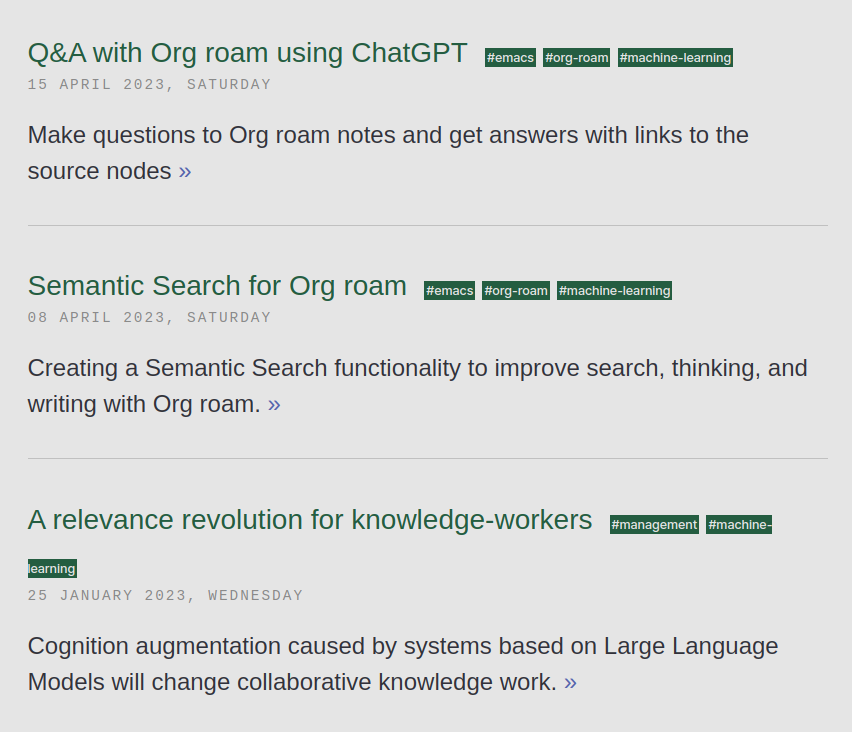 Q&A with Org roam using ChatGPT #emacs #org-roam #machine-learning
15 APRIL 2023, SATURDAY
Make questions to Org roam notes and get answers with links to the
source nodes »
Semantic Search for Org roam #emacs #org-roam #machine-learning
08 APRIL 2023, SATURDAY
Creating a Semantic Search functionality to improve search, thinking, and
writing with Org roam. »
A relevance revolution for knowledge-workers #management #machine-
learning
25 JANUARY 2023, WEDNESDAY
Cognition augmentation caused by systems based on Large Language
Models will change collaborative knowledge work. »